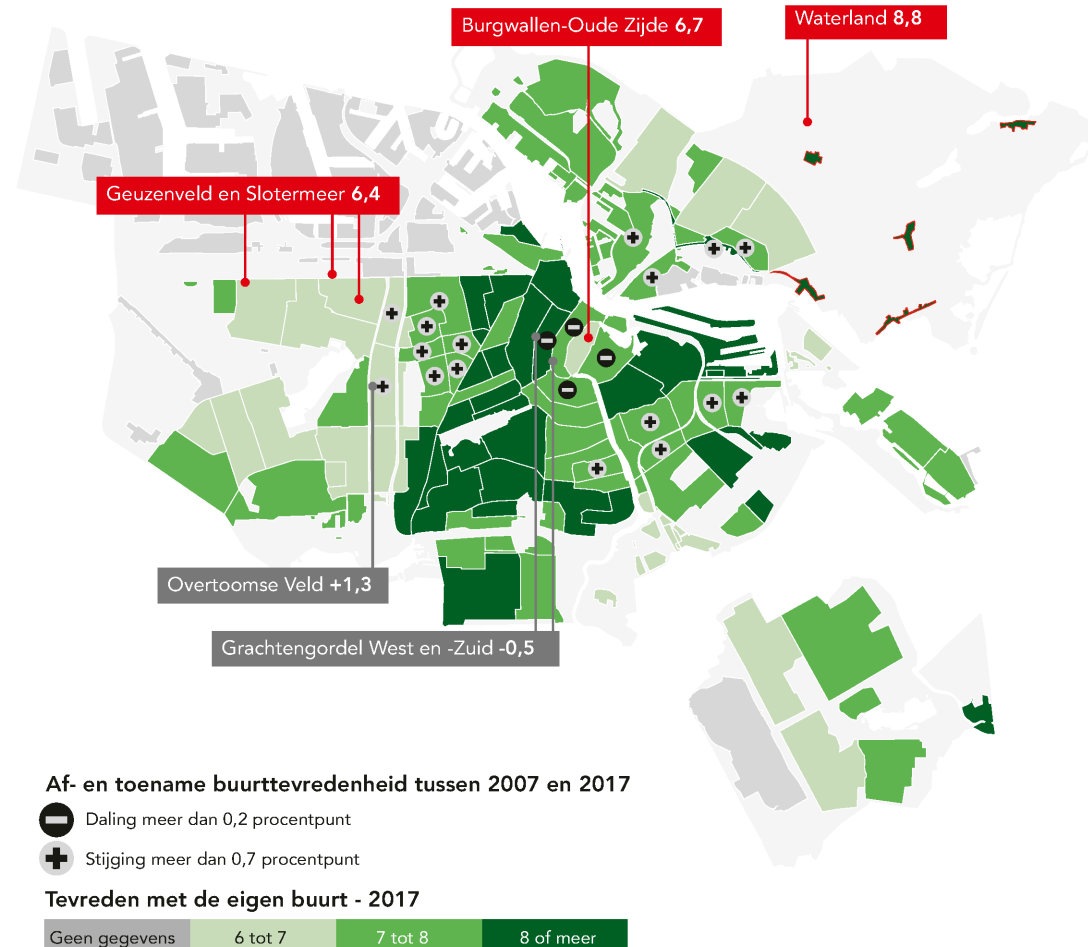 Burgwallen-Oude Zijde 6,7
Waterland 8,8
Geuzenveld en Slotermeer 6,4
Overtoomse Veld +1,3
Grachtengordel West en -Zuid -0,5
Af- en toename buurttevredenheid tussen 2007 en 2017
Daling meer dan 0,2 procentpunt
Stijging meer dan 0,7 procentpunt
Tevreden met de eigen buurt - 2017
Geen gegevens 6 tot 7 7 tot 8 8 of meer